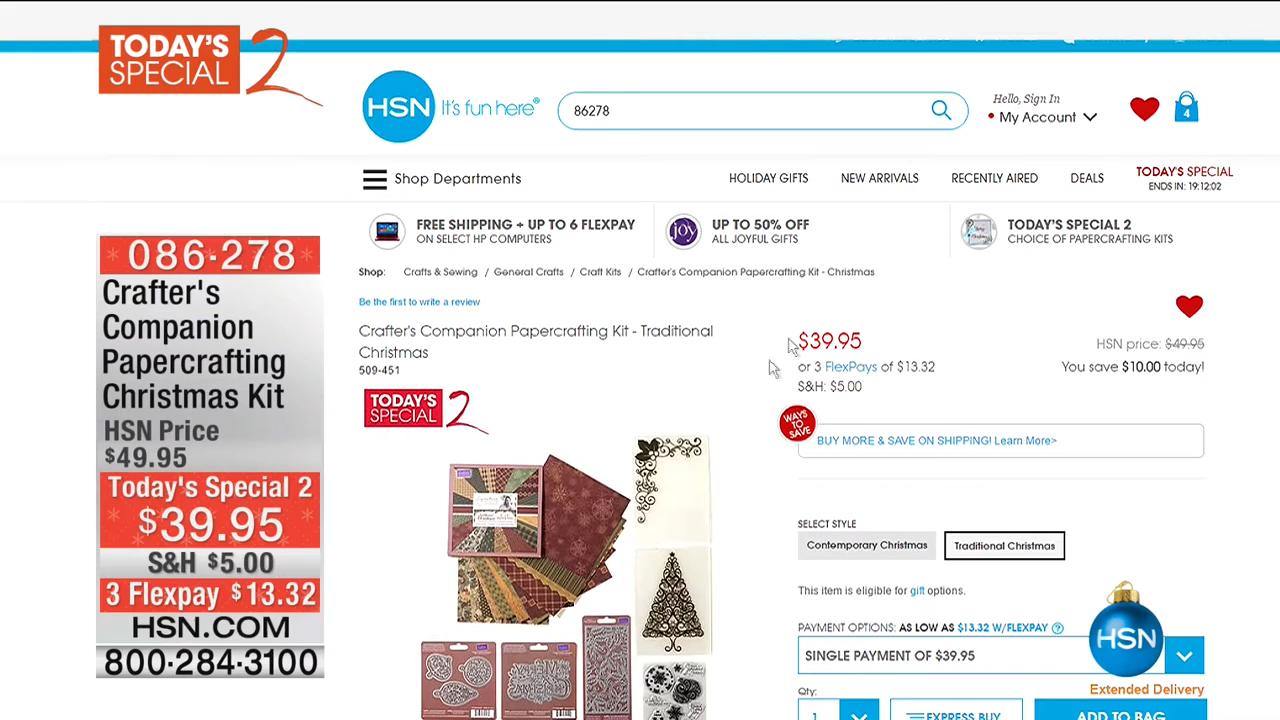 TODAY'S
SPECIAL 2
HSN It's fun here®
86278
Hello, Sign In
My Account
4
Shop Departments
HOLIDAY GIFTS
NEW ARRIVALS
RECENTLY AIRED
DEALS
TODAY'S SPECIAL
ENDS IN: 19:12:02
FREE SHIPPING + UP TO 6 FLEXPAY
ON SELECT HP COMPUTERS
joy
UP TO 50% OFF
ALL JOYFUL GIFTS
TODAY'S SPECIAL 2
CHOICE OF PAPERCRAFTING KITS
086-278
Crafter's
Companion
Papercrafting
Christmas Kit
HSN Price
$49.95
Today's Special 2
$39.95
S&H $5.00
3 Flexpay $13.32
HSN.COM
800-284-3100
Shop: Crafts & Sewing / General Crafts / Craft Kits / Crafter's Companion Papercrafting Kit - Christmas
Be the first to write a review
Crafter's Companion Papercrafting Kit - Traditional
Christmas
509-451
TODAY'S
SPECIAL 2
$39.95
HSN price: $49.95
or 3 FlexPays of $13.32
You save $10.00 today!
S&H: $5.00
WAYS
TO
SAVE
BUY MORE & SAVE ON SHIPPING! Learn More>
SELECT STYLE
Contemporary Christmas
Traditional Christmas
This item is eligible for gift options.
PAYMENT OPTIONS: AS LOW AS $13.32 W/FLEXPAY ?
SINGLE PAYMENT OF $39.95
HSN
Extended Delivery
Qty:
1
EXPRESS BUY
ADD TO BAG